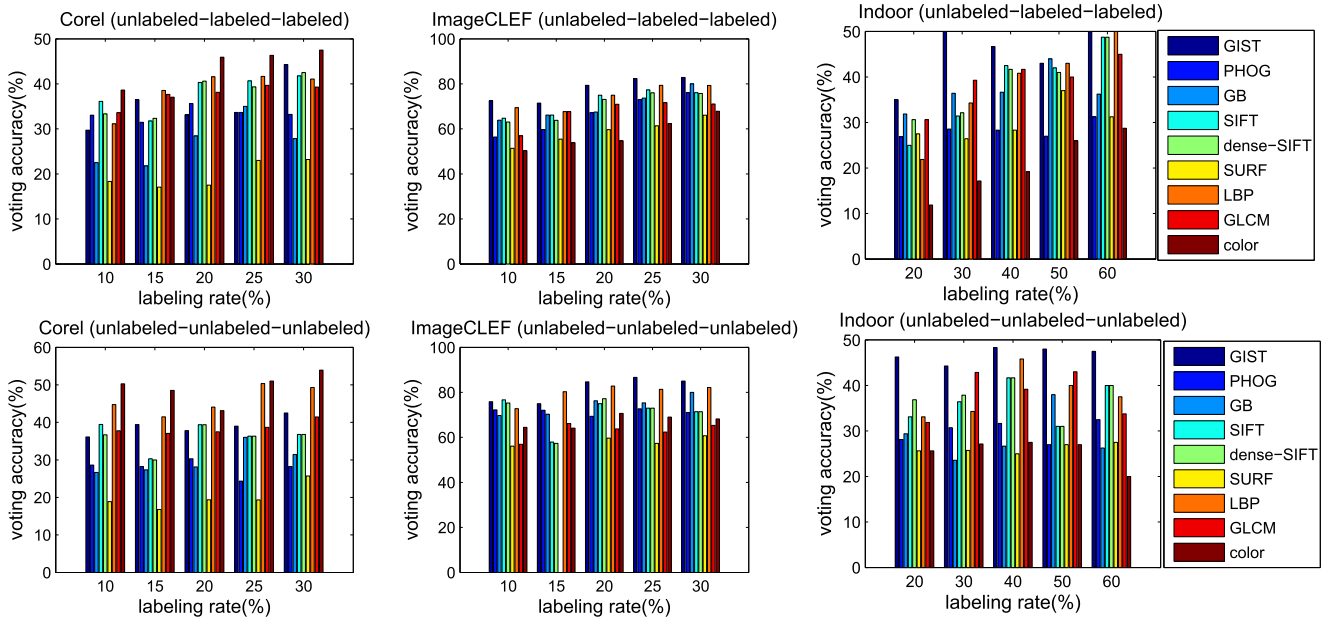 Corel (unlabeled−labeled−labeled)
voting accuracy(%)
50
40
30
20
10
0
10 15 20 25 30
labeling rate(%)
ImageCLEF (unlabeled−labeled−labeled)
voting accuracy(%)
100
80
60
40
20
0
10 15 20 25 30
labeling rate(%)
Indoor (unlabeled−labeled−labeled)
voting accuracy(%)
50
40
30
20
10
0
20 30 40 50 60
labeling rate(%)
GIST
PHOG
GB
SIFT
dense−SIFT
SURF
LBP
GLCM
color
Corel (unlabeled−unlabeled−unlabeled)
voting accuracy(%)
60
50
40
30
20
10
0
10 15 20 25 30
labeling rate(%)
ImageCLEF (unlabeled−unlabeled−unlabeled)
voting accuracy(%)
100
80
60
40
20
0
10 15 20 25 30
labeling rate(%)
Indoor (unlabeled−unlabeled−unlabeled)
voting accuracy(%)
50
40
30
20
10
0
20 30 40 50 60
labeling rate(%)
GIST
PHOG
GB
SIFT
dense−SIFT
SURF
LBP
GLCM
color